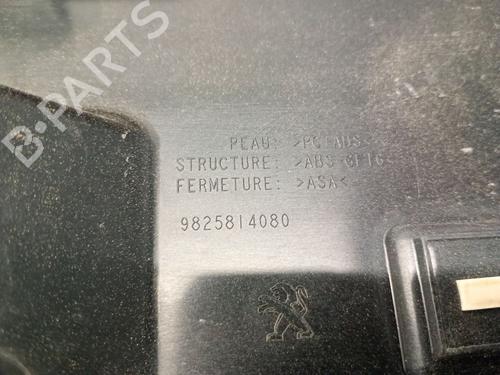 B-PARTS
PEAU: >PC+ABS<
STRUCTURE: >ABS-GF16<
FERMETURE: >ASA<
9825814080